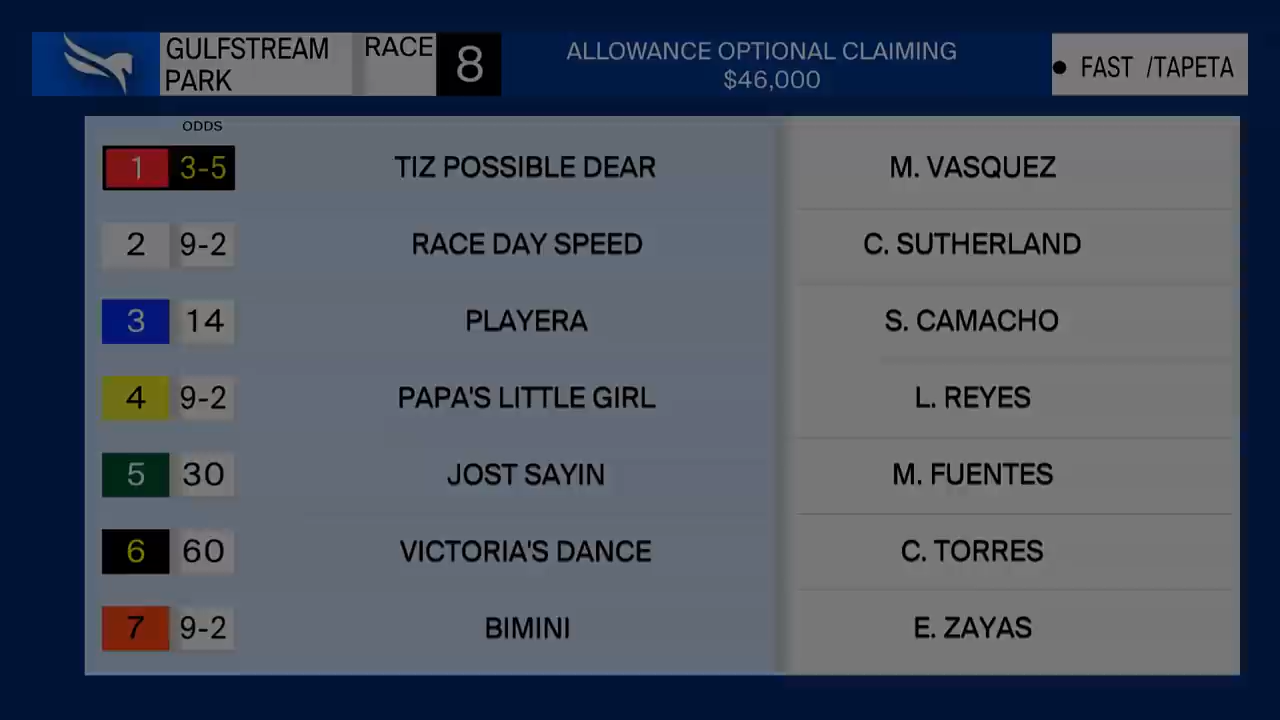 GULFSTREAM PARK RACE 8
ALLOWANCE OPTIONAL CLAIMING
$46,000
● FAST /TAPETA
ODDS
1 3-5 TIZ POSSIBLE DEAR M. VASQUEZ
2 9-2 RACE DAY SPEED C. SUTHERLAND
3 14 PLAYERA S. CAMACHO
4 9-2 PAPA'S LITTLE GIRL L. REYES
5 30 JOST SAYIN M. FUENTES
6 60 VICTORIA'S DANCE C. TORRES
7 9-2 BIMINI E. ZAYAS